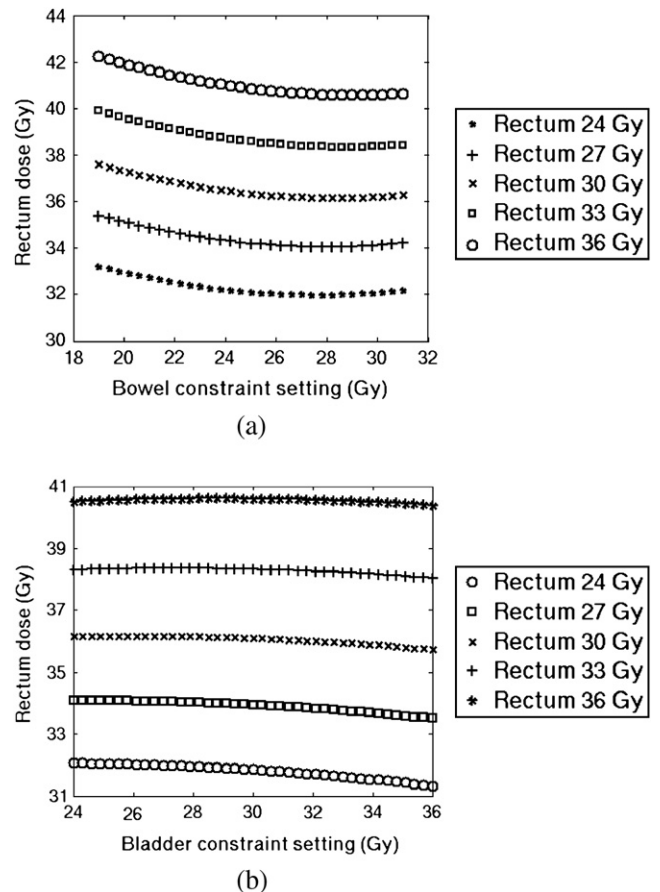 44
42
40
38
36
34
32
30
Rectum dose (Gy)
18 20 22 24 26 28 30 32
Bowel constraint setting (Gy)
Rectum 24 Gy
Rectum 27 Gy
Rectum 30 Gy
Rectum 33 Gy
Rectum 36 Gy
(a)
41
39
37
35
33
31
Rectum dose (Gy)
24 26 28 30 32 34 36
Bladder constraint setting (Gy)
Rectum 24 Gy
Rectum 27 Gy
Rectum 30 Gy
Rectum 33 Gy
Rectum 36 Gy
(b)